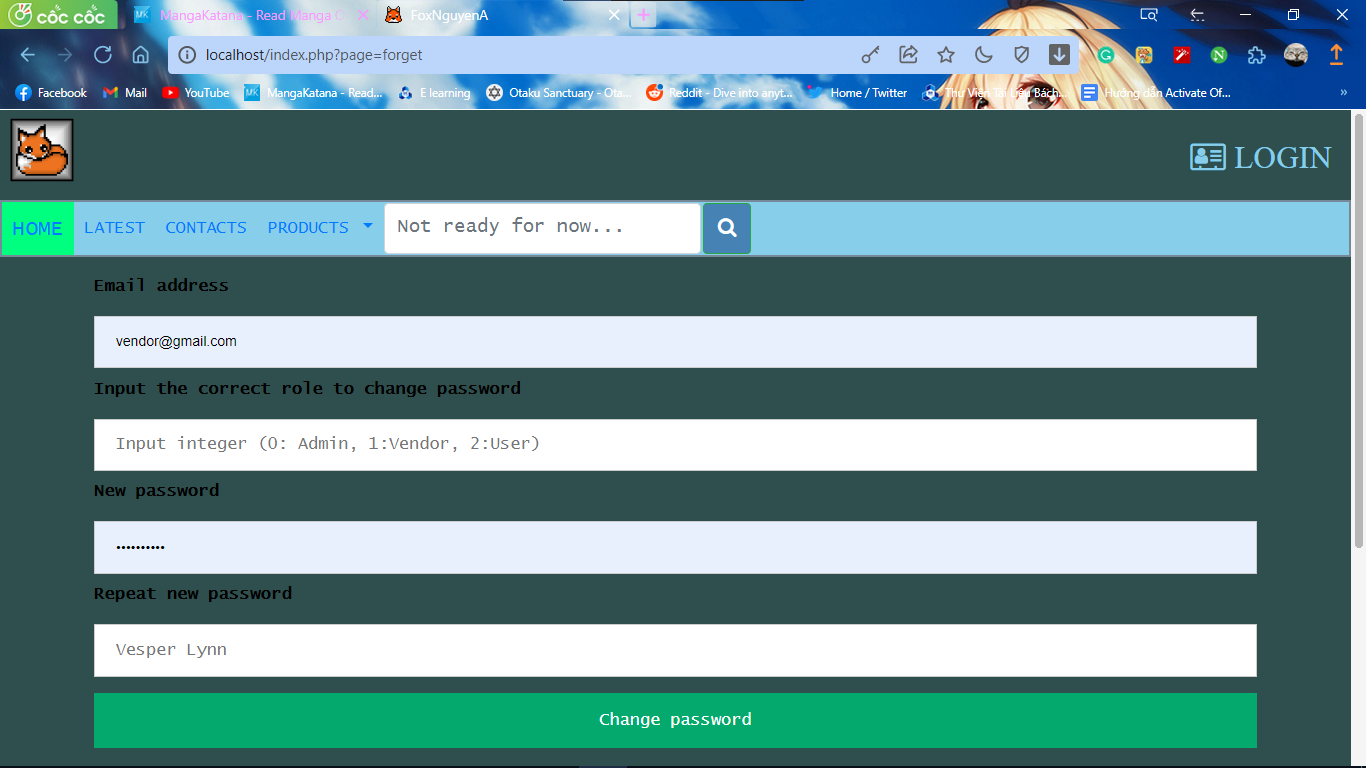 cốc cốc
MK MangaKatana - Read Manga O
FoxNguyenA
localhost/index.php?page=forget
Facebook
Mail
YouTube
MK MangaKatana - Read...
E learning
Otaku Sanctuary - Ota...
Reddit - Dive into anyt...
Home / Twitter
Thư Viện Tài Liệu Bách...
Hướng dẫn Activate Of...
LOGIN
HOME
LATEST
CONTACTS
PRODUCTS
Not ready for now...
Email address
vendor@gmail.com
Input the correct role to change password
Input integer (0: Admin, 1:Vendor, 2:User)
New password
••••••••••
Repeat new password
Vesper Lynn
Change password